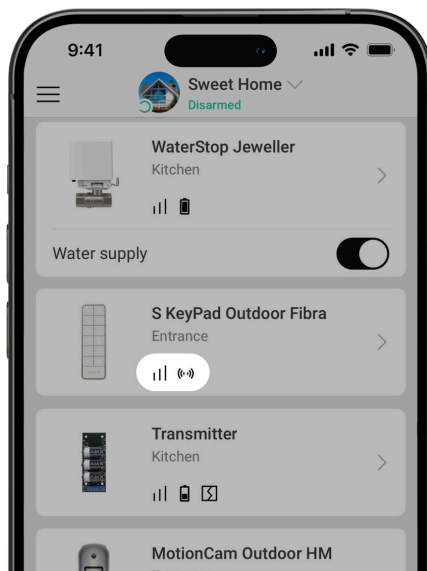 9:41
Sweet Home
Disarmed
WaterStop Jeweller
Kitchen
Water supply
S KeyPad Outdoor Fibra
Entrance
Transmitter
Kitchen
MotionCam Outdoor HM